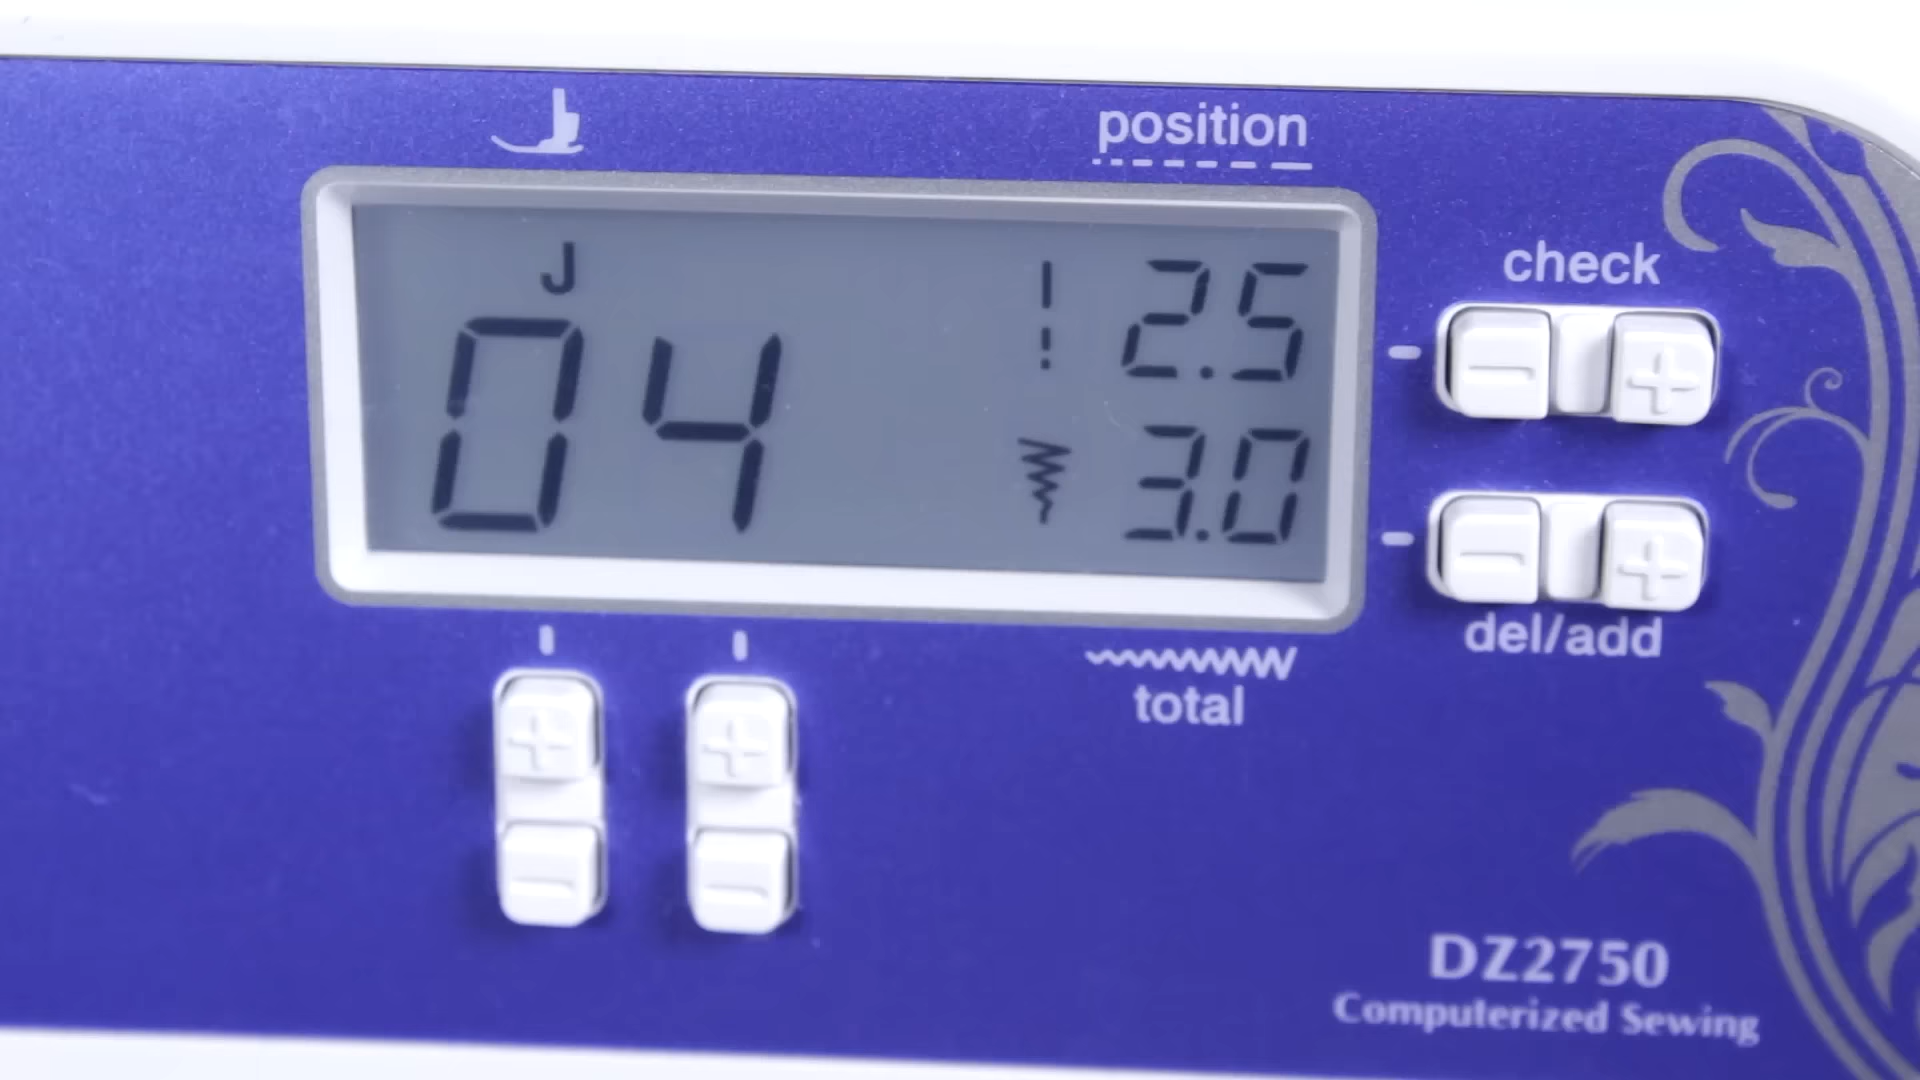 position
J
04
2.5
3.0
check
del/add
total
DZ2750
Computerized Sewing